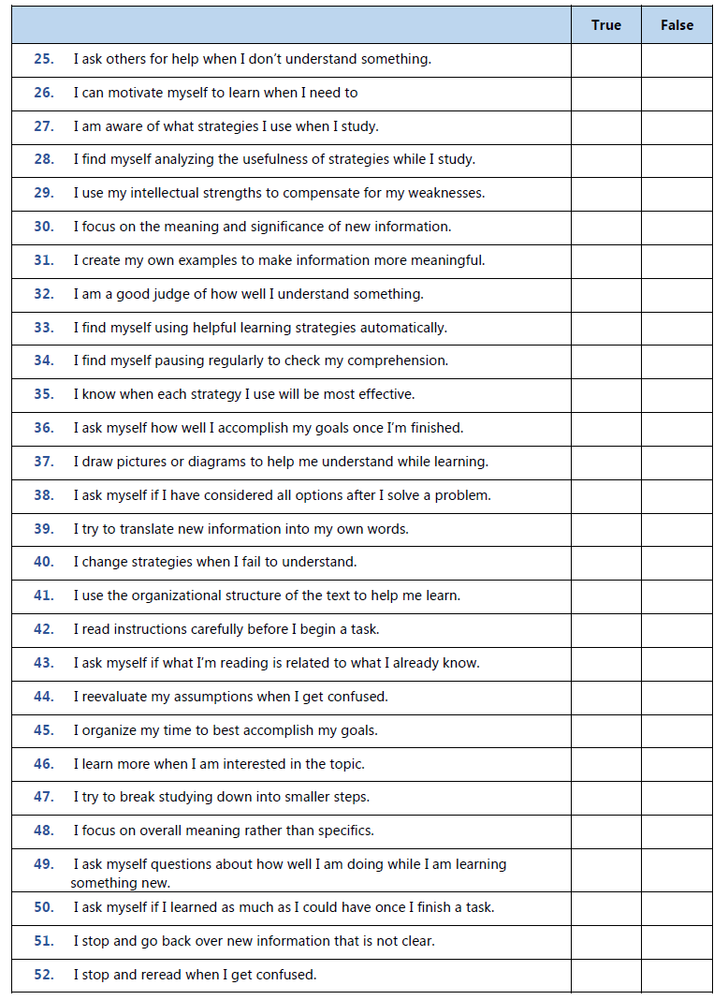 True False
25. I ask others for help when I don't understand something.
26. I can motivate myself to learn when I need to
27. I am aware of what strategies I use when I study.
28. I find myself analyzing the usefulness of strategies while I study.
29. I use my intellectual strengths to compensate for my weaknesses.
30. I focus on the meaning and significance of new information.
31. I create my own examples to make information more meaningful.
32. I am a good judge of how well I understand something.
33. I find myself using helpful learning strategies automatically.
34. I find myself pausing regularly to check my comprehension.
35. I know when each strategy I use will be most effective.
36. I ask myself how well I accomplish my goals once I'm finished.
37. I draw pictures or diagrams to help me understand while learning.
38. I ask myself if I have considered all options after I solve a problem.
39. I try to translate new information into my own words.
40. I change strategies when I fail to understand.
41. I use the organizational structure of the text to help me learn.
42. I read instructions carefully before I begin a task.
43. I ask myself if what I'm reading is related to what I already know.
44. I reevaluate my assumptions when I get confused.
45. I organize my time to best accomplish my goals.
46. I learn more when I am interested in the topic.
47. I try to break studying down into smaller steps.
48. I focus on overall meaning rather than specifics.
49. I ask myself questions about how well I am doing while I am learning
something new.
50. I ask myself if I learned as much as I could have once I finish a task.
51. I stop and go back over new information that is not clear.
52. I stop and reread when I get confused.